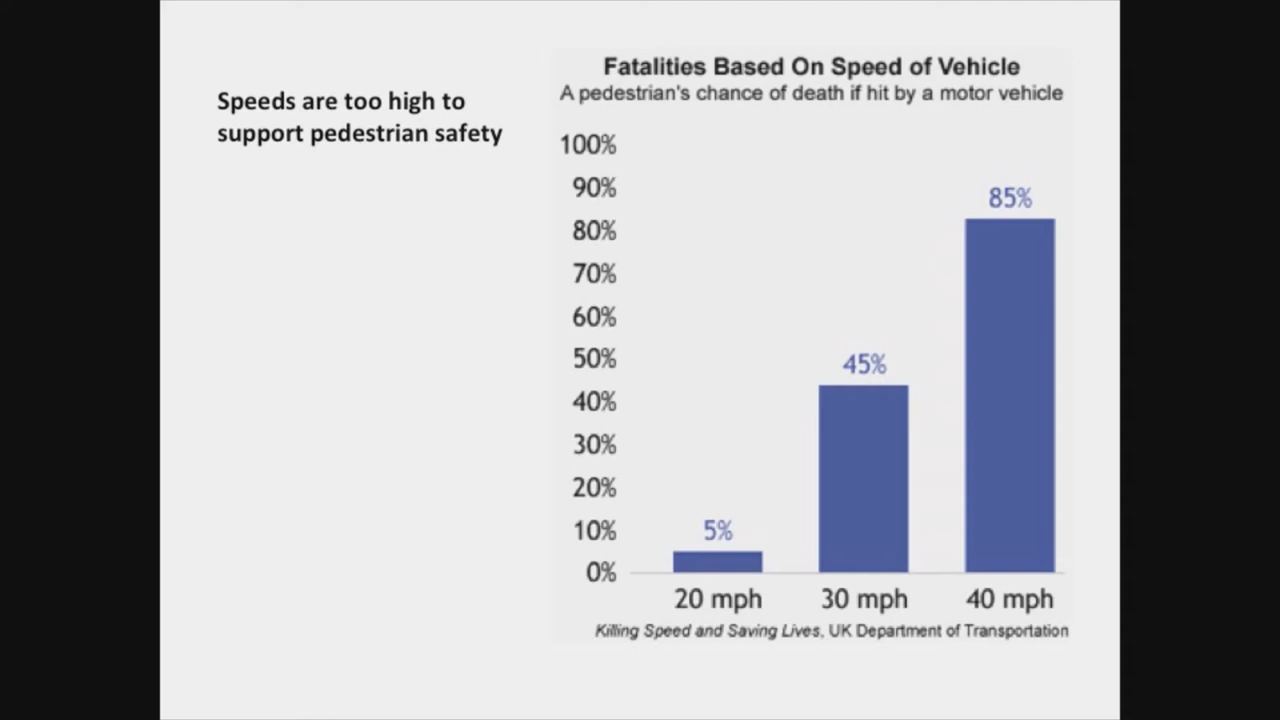 Speeds are too high to
support pedestrian safety
Fatalities Based On Speed of Vehicle
A pedestrian's chance of death if hit by a motor vehicle
100%
90%
80%
70%
60%
50%
40%
30%
20%
10%
0%
5%
45%
85%
20 mph
30 mph
40 mph
Killing Speed and Saving Lives, UK Department of Transportation